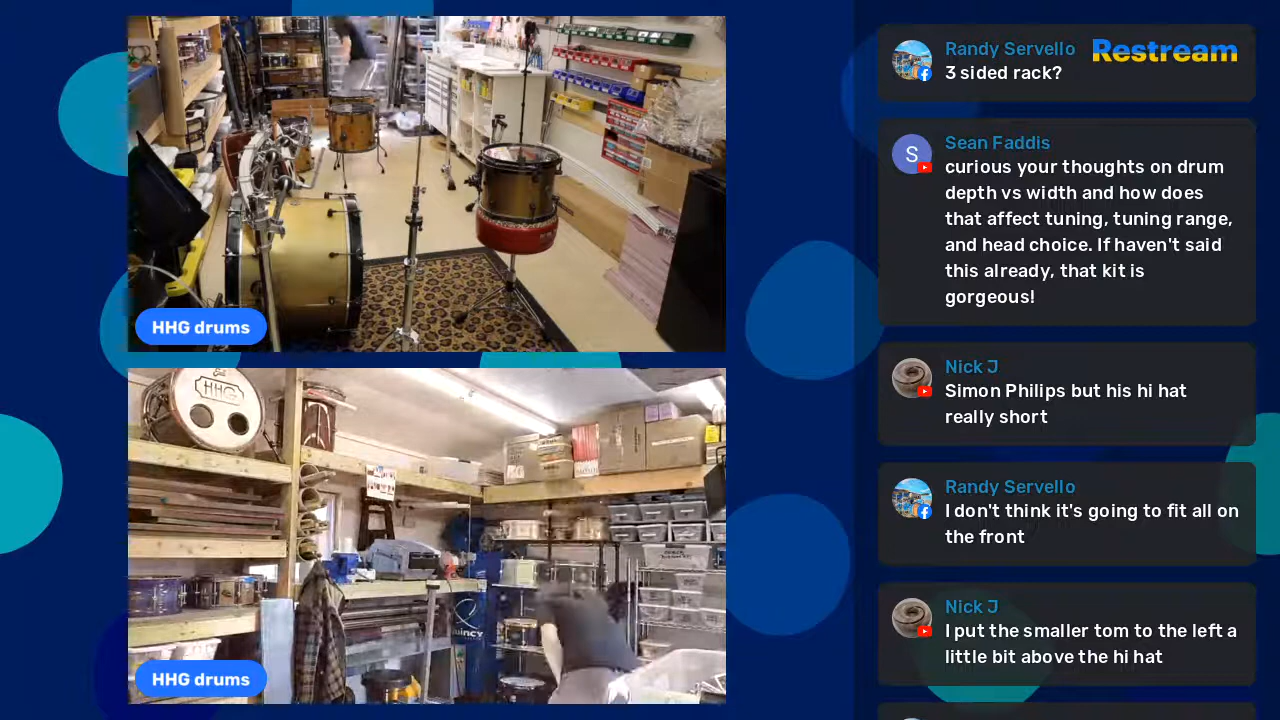 Randy Servello
Restream
3 sided rack?
S
Sean Faddis
curious your thoughts on drum
depth vs width and how does
that affect tuning, tuning range,
and head choice. If haven't said
this already, that kit is
gorgeous!
Nick J
Simon Philips but his hi hat
really short
Randy Servello
I don't think it's going to fit all on
the front
Nick J
I put the smaller tom to the left a
little bit above the hi hat
HHG drums
HHG
QUINCY
HHG drums